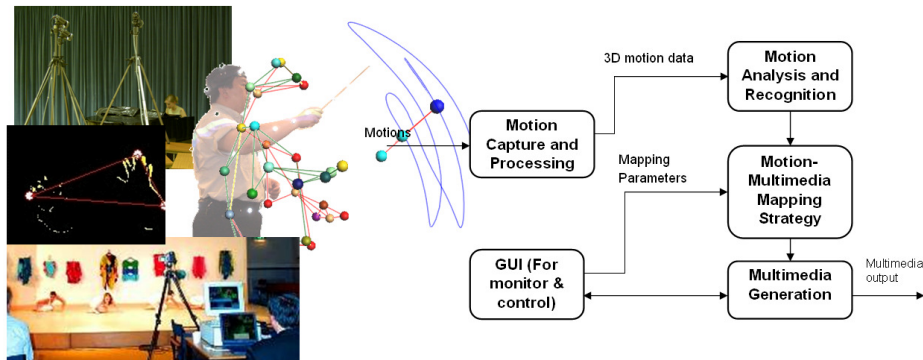 Motions
Motion
Capture and
Processing
3D motion data
Motion
Analysis and
Recognition
Mapping
Parameters
Motion-
Multimedia
Mapping
Strategy
GUI (For
monitor &
control)
Multimedia
Generation
Multimedia
output